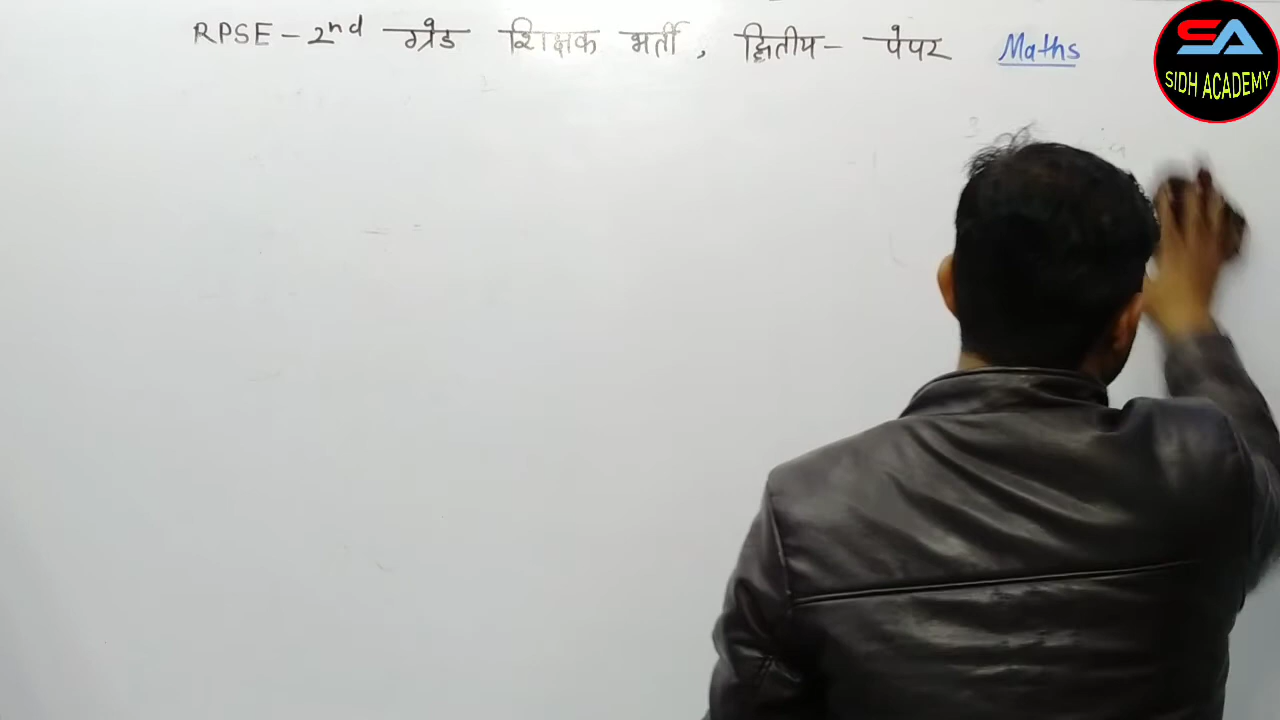 RPSE - 2nd ग्रेड शिक्षक भर्ती, द्वितीय - पेपर Maths
SA
SIDH ACADEMY